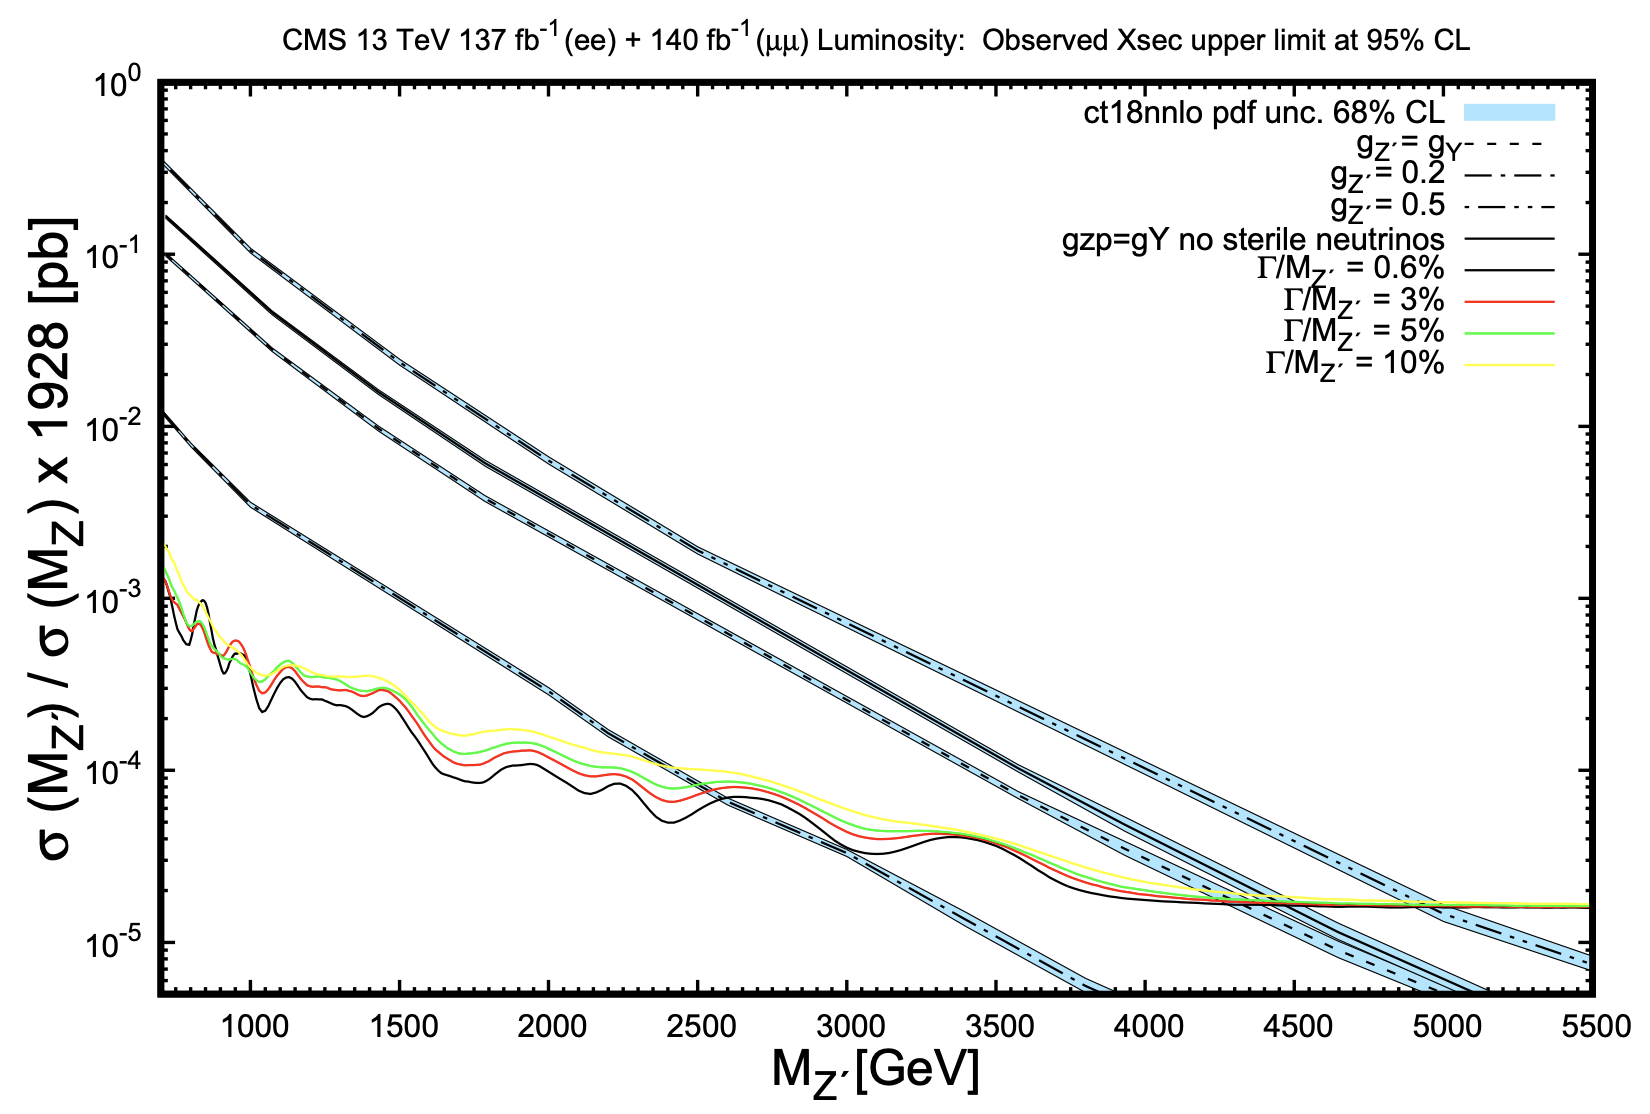 CMS 13 TeV 137 fb⁻¹ (ee) + 140 fb⁻¹ (μμ) Luminosity: Observed Xsec upper limit at 95% CL
10⁰
10⁻¹
10⁻²
10⁻³
10⁻⁴
10⁻⁵
σ (M_Z′) / σ (M_Z) x 1928 [pb]
ct18nnlo pdf unc. 68% CL
g_Z′= g_Y
g_Z′= 0.2
g_Z′= 0.5
gzp=gY no sterile neutrinos
Γ/M_Z′ = 0.6%
Γ/M_Z′ = 3%
Γ/M_Z′ = 5%
Γ/M_Z′ = 10%
1000 1500 2000 2500 3000 3500 4000 4500 5000 5500
M_Z′ [GeV]